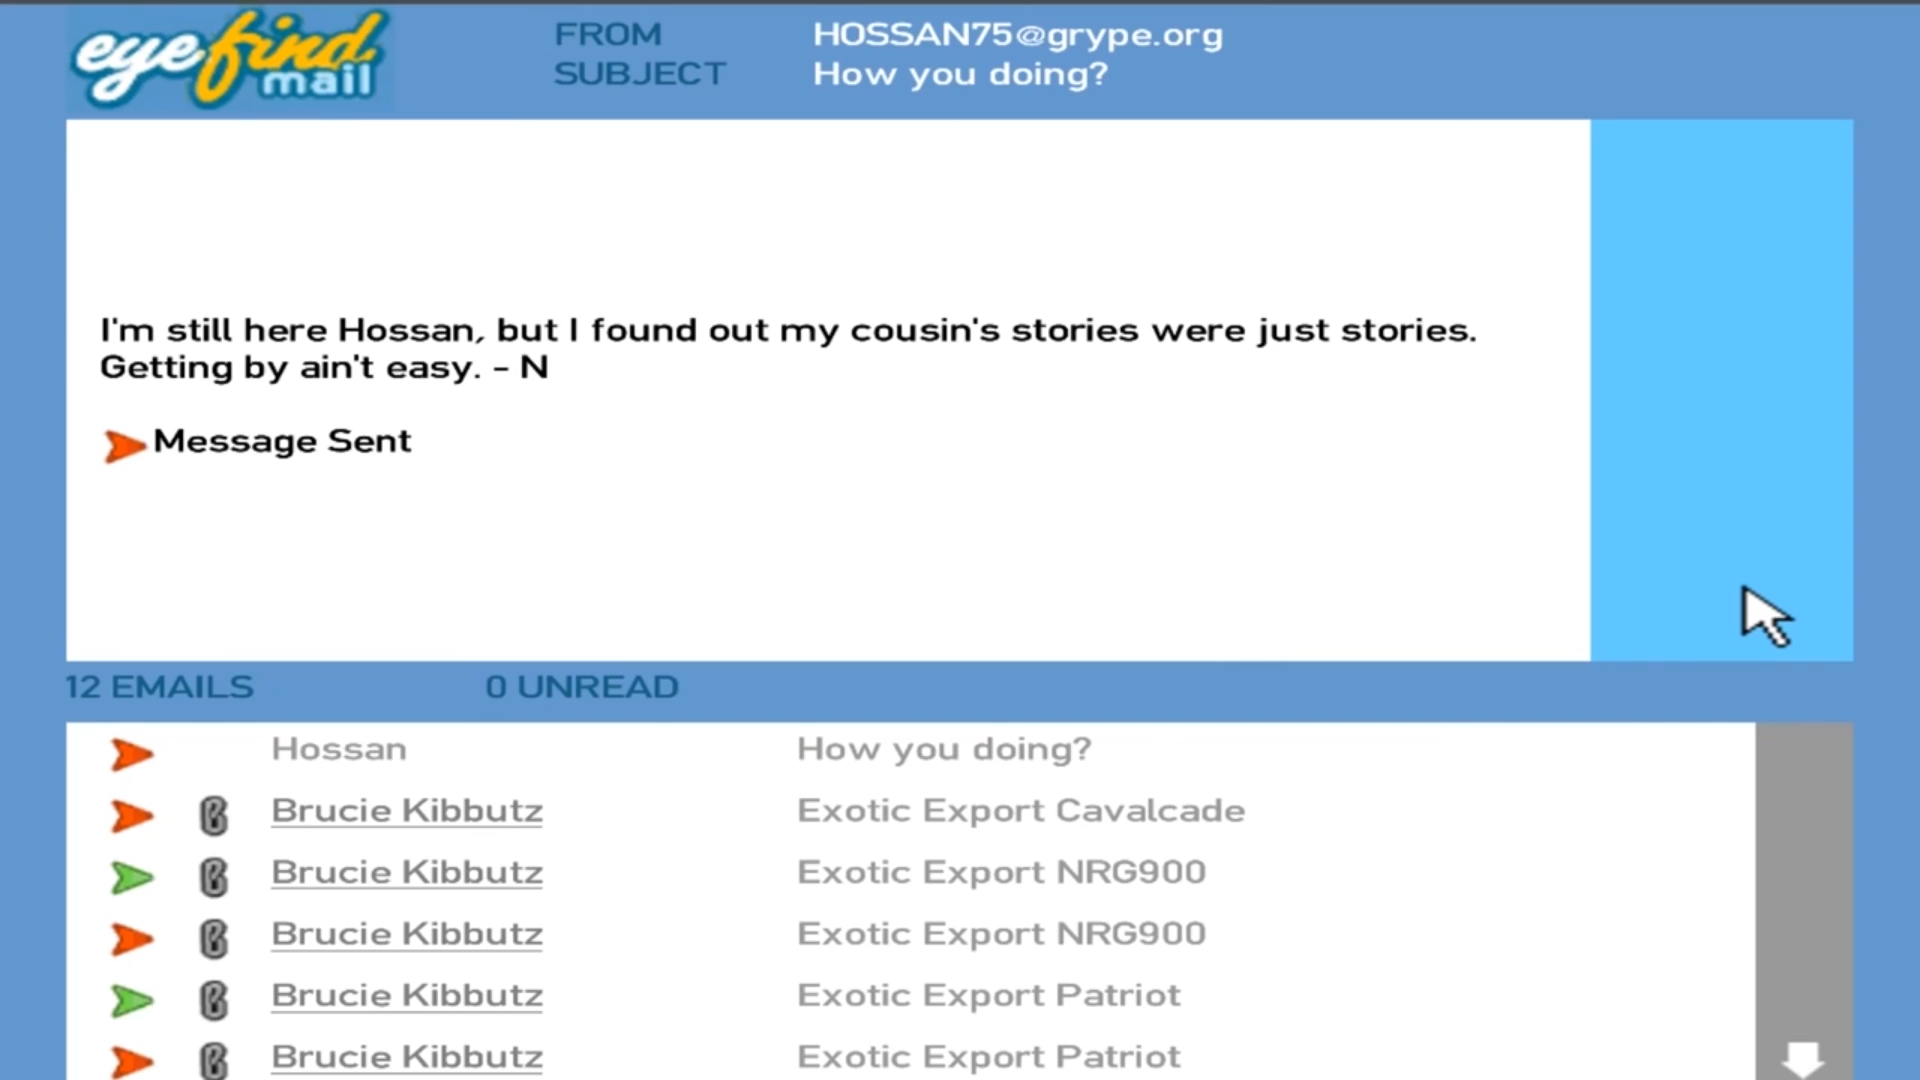 eyefind mail
FROM HOSSAN75@grype.org
SUBJECT How you doing?
I'm still here Hossan, but I found out my cousin's stories were just stories.
Getting by ain't easy. - N
Message Sent
12 EMAILS 0 UNREAD
Hossan How you doing?
Brucie Kibbutz Exotic Export Cavalcade
Brucie Kibbutz Exotic Export NRG900
Brucie Kibbutz Exotic Export NRG900
Brucie Kibbutz Exotic Export Patriot
Brucie Kibbutz Exotic Export Patriot